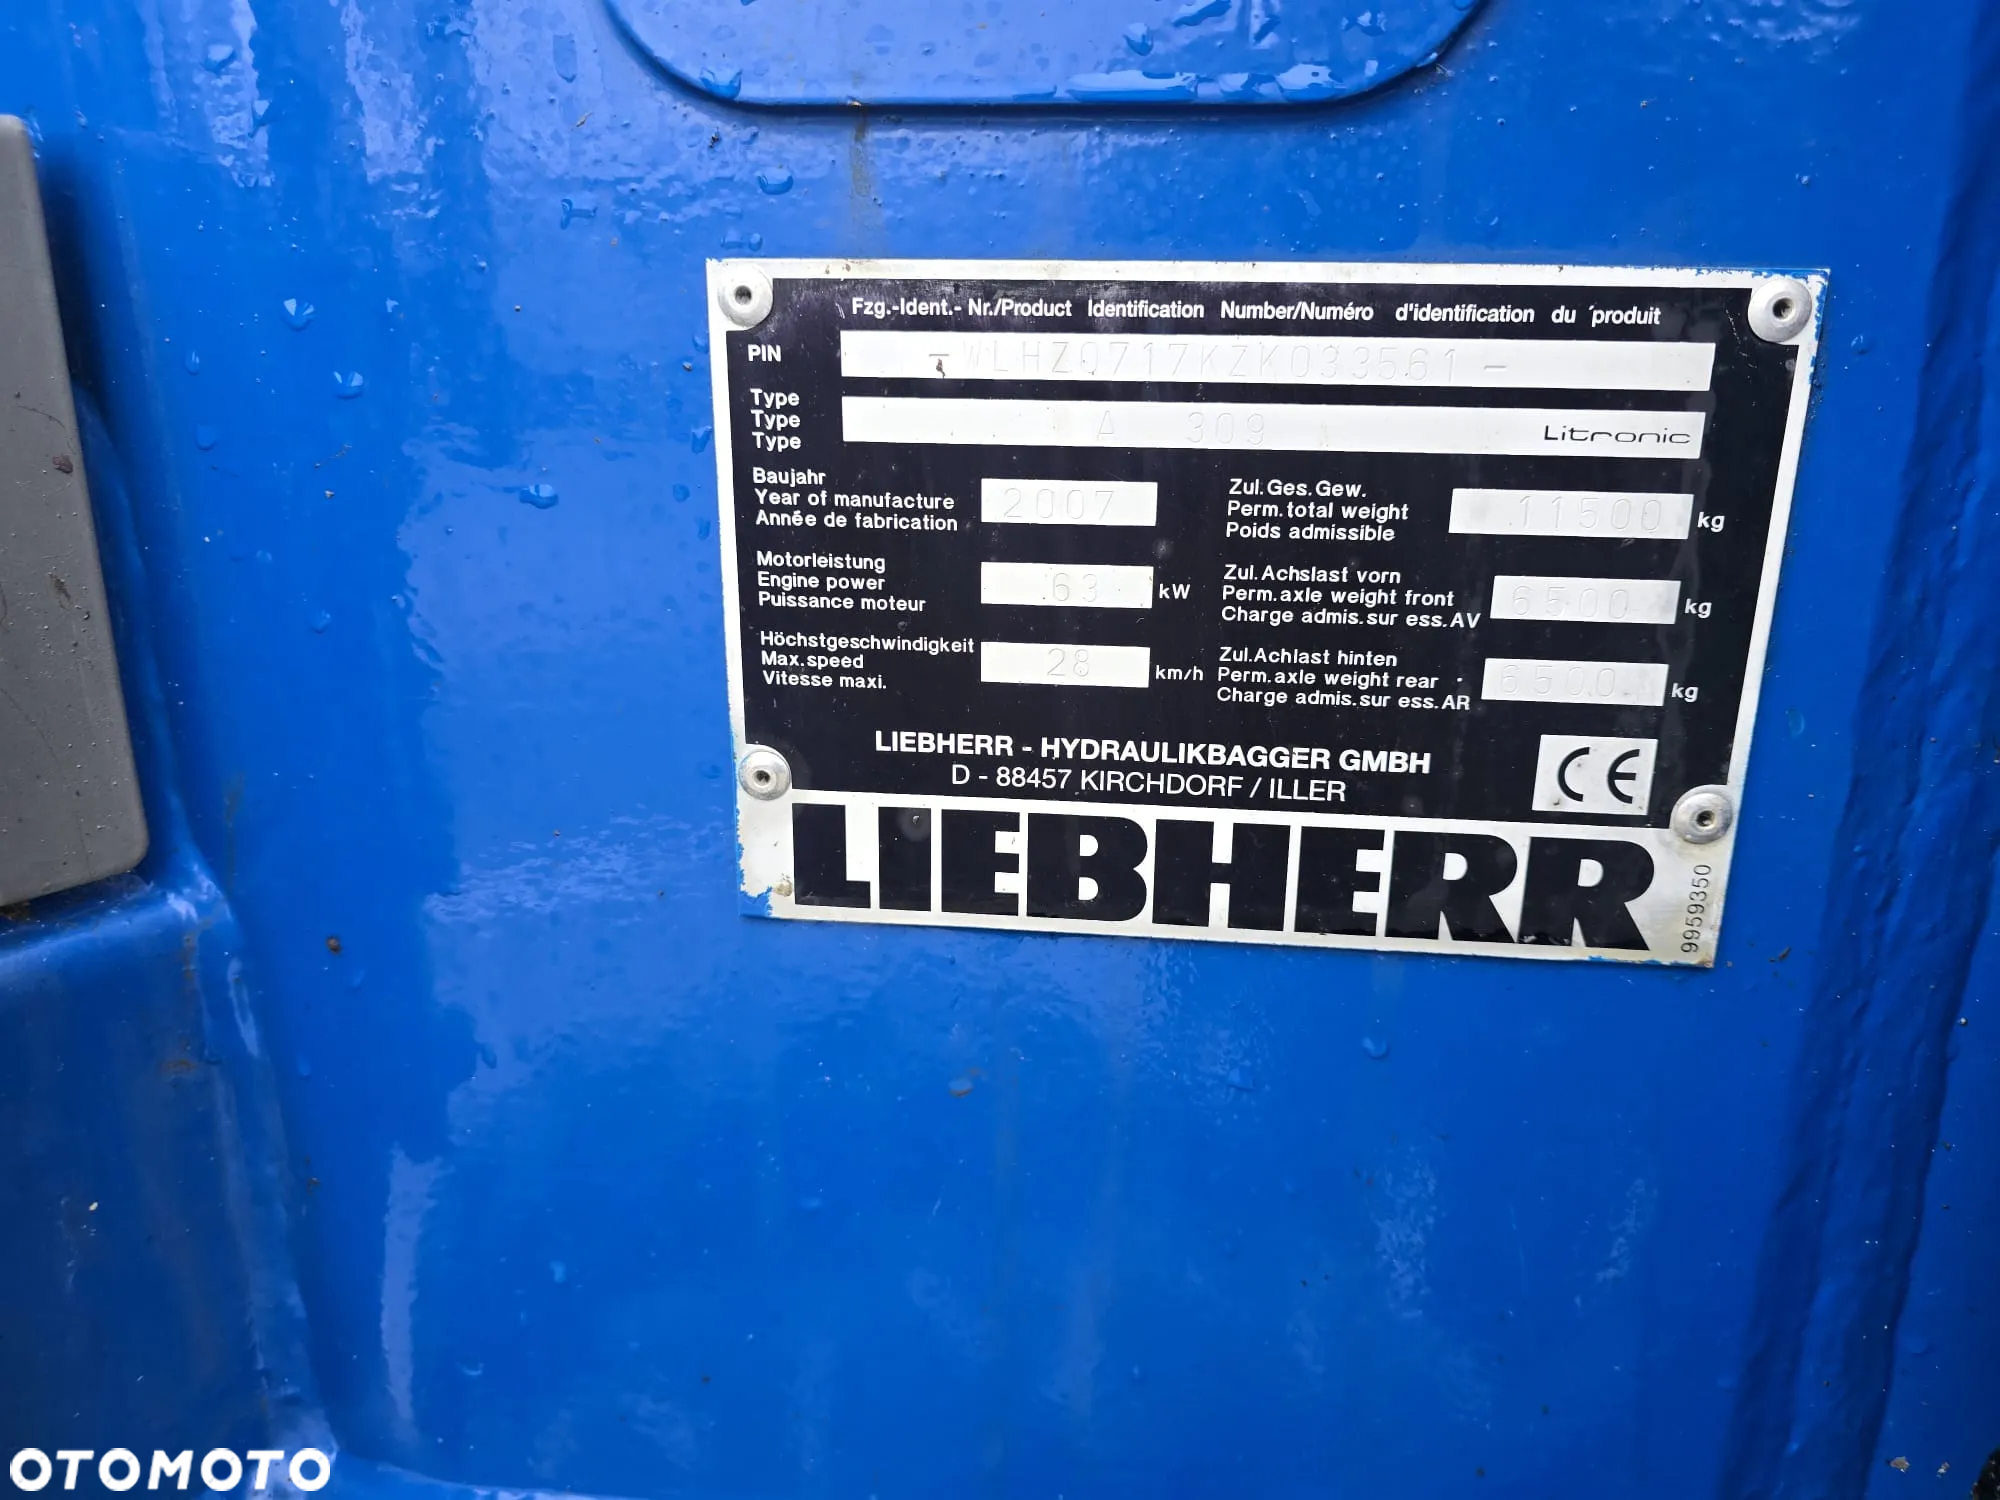 Fzg.-Ident.- Nr./Product Identification Number/Numéro d'identification du produit
PIN -WLHZ0717KZK033561-
Type
Type A 309 Litronic
Type
Baujahr
Year of manufacture 2007
Année de fabrication
Zul.Ges.Gew.
Perm.total weight 11500 kg
Poids admissible
Motorleistung
Engine power 63 kW
Puissance moteur
Zul.Achslast vorn
Perm.axle weight front 6500 kg
Charge admis.sur ess.AV
Höchstgeschwindigkeit
Max.speed 28 km/h
Vitesse maxi.
Zul.Achlast hinten
Perm.axle weight rear 6500 kg
Charge admis.sur ess.AR
LIEBHERR - HYDRAULIKBAGGER GMBH
D - 88457 KIRCHDORF / ILLER
CE
LIEBHERR
9959350
OTOMOTO